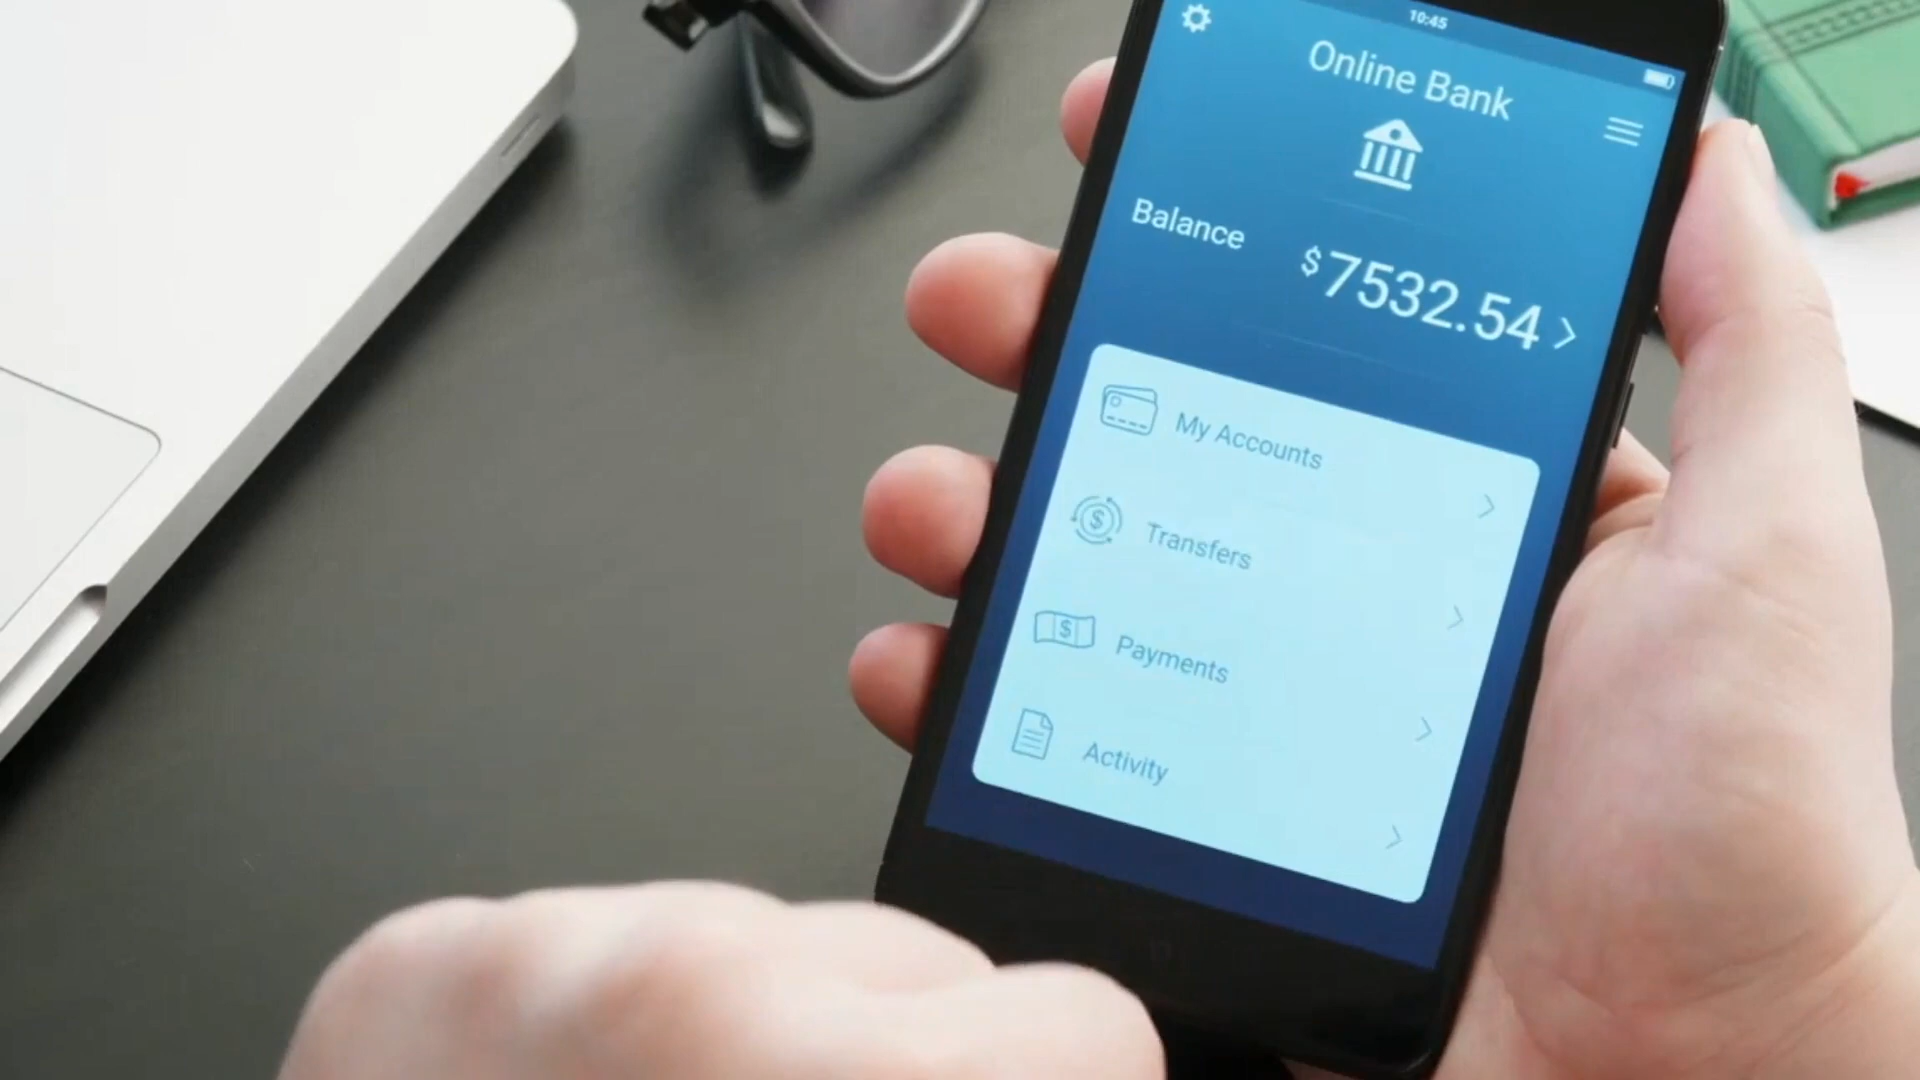 10:45
Online Bank
Balance
$7532.54
My Accounts
$
Transfers
$
Payments
Activity